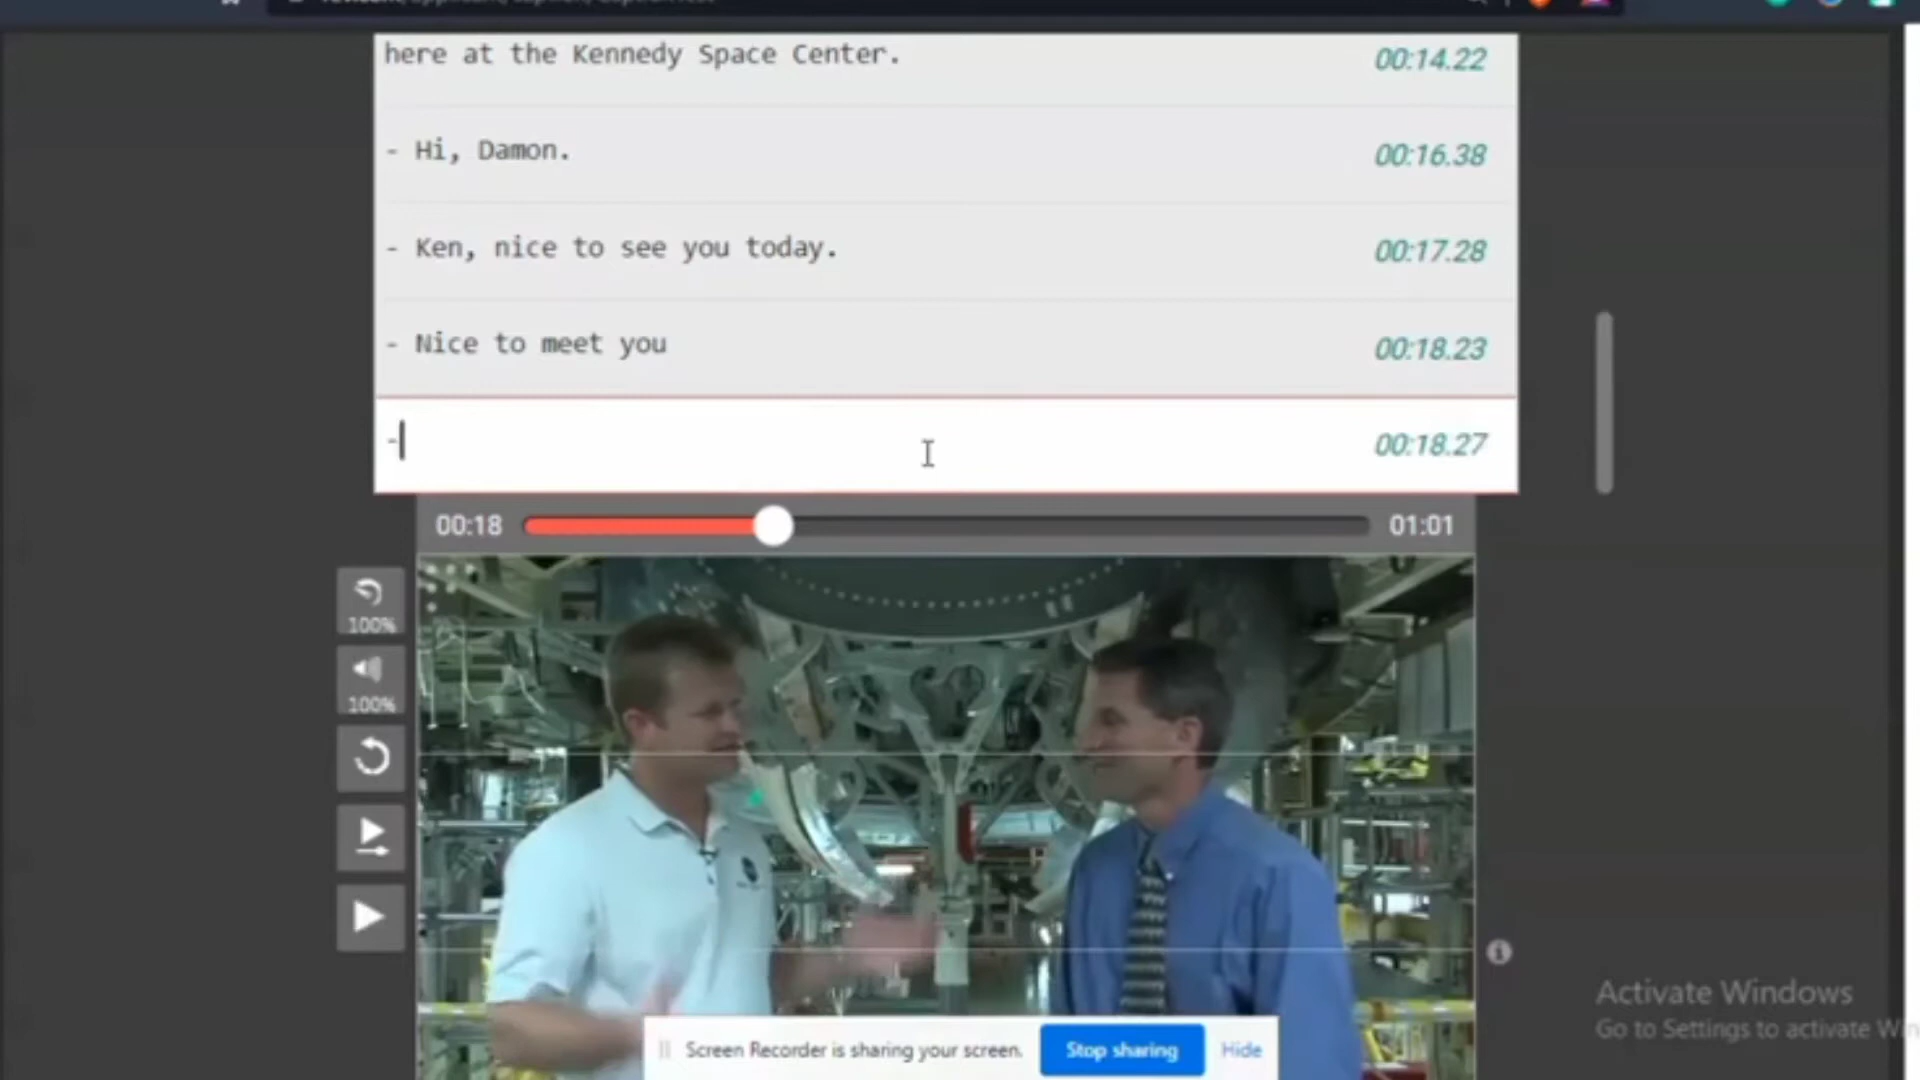 here at the Kennedy Space Center. 00:14.22
- Hi, Damon. 00:16.38
- Ken, nice to see you today. 00:17.28
- Nice to meet you 00:18.23
- 00:18.27
00:18 01:01
100%
100%
Activate Windows
Go to Settings to activate Win
Screen Recorder is sharing your screen. Stop sharing Hide